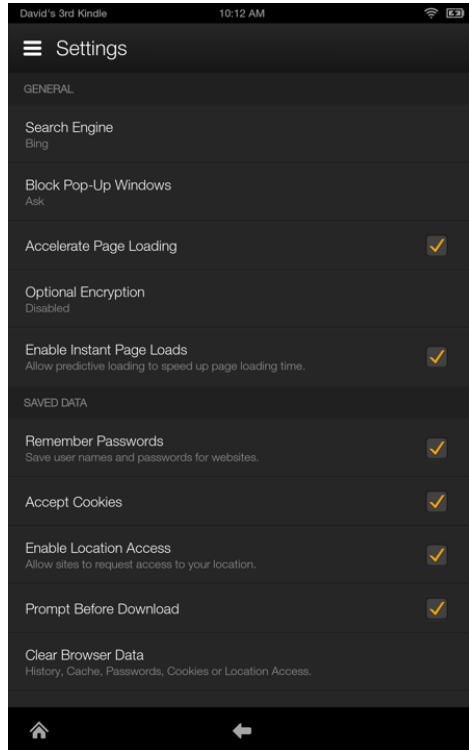 David's 3rd Kindle 10:12 AM
Settings
GENERAL
Search Engine
Bing
Block Pop-Up Windows
Ask
Accelerate Page Loading
Optional Encryption
Disabled
Enable Instant Page Loads
Allow predictive loading to speed up page loading time.
SAVED DATA
Remember Passwords
Save user names and passwords for websites.
Accept Cookies
Enable Location Access
Allow sites to request access to your location.
Prompt Before Download
Clear Browser Data
History, Cache, Passwords, Cookies or Location Access.